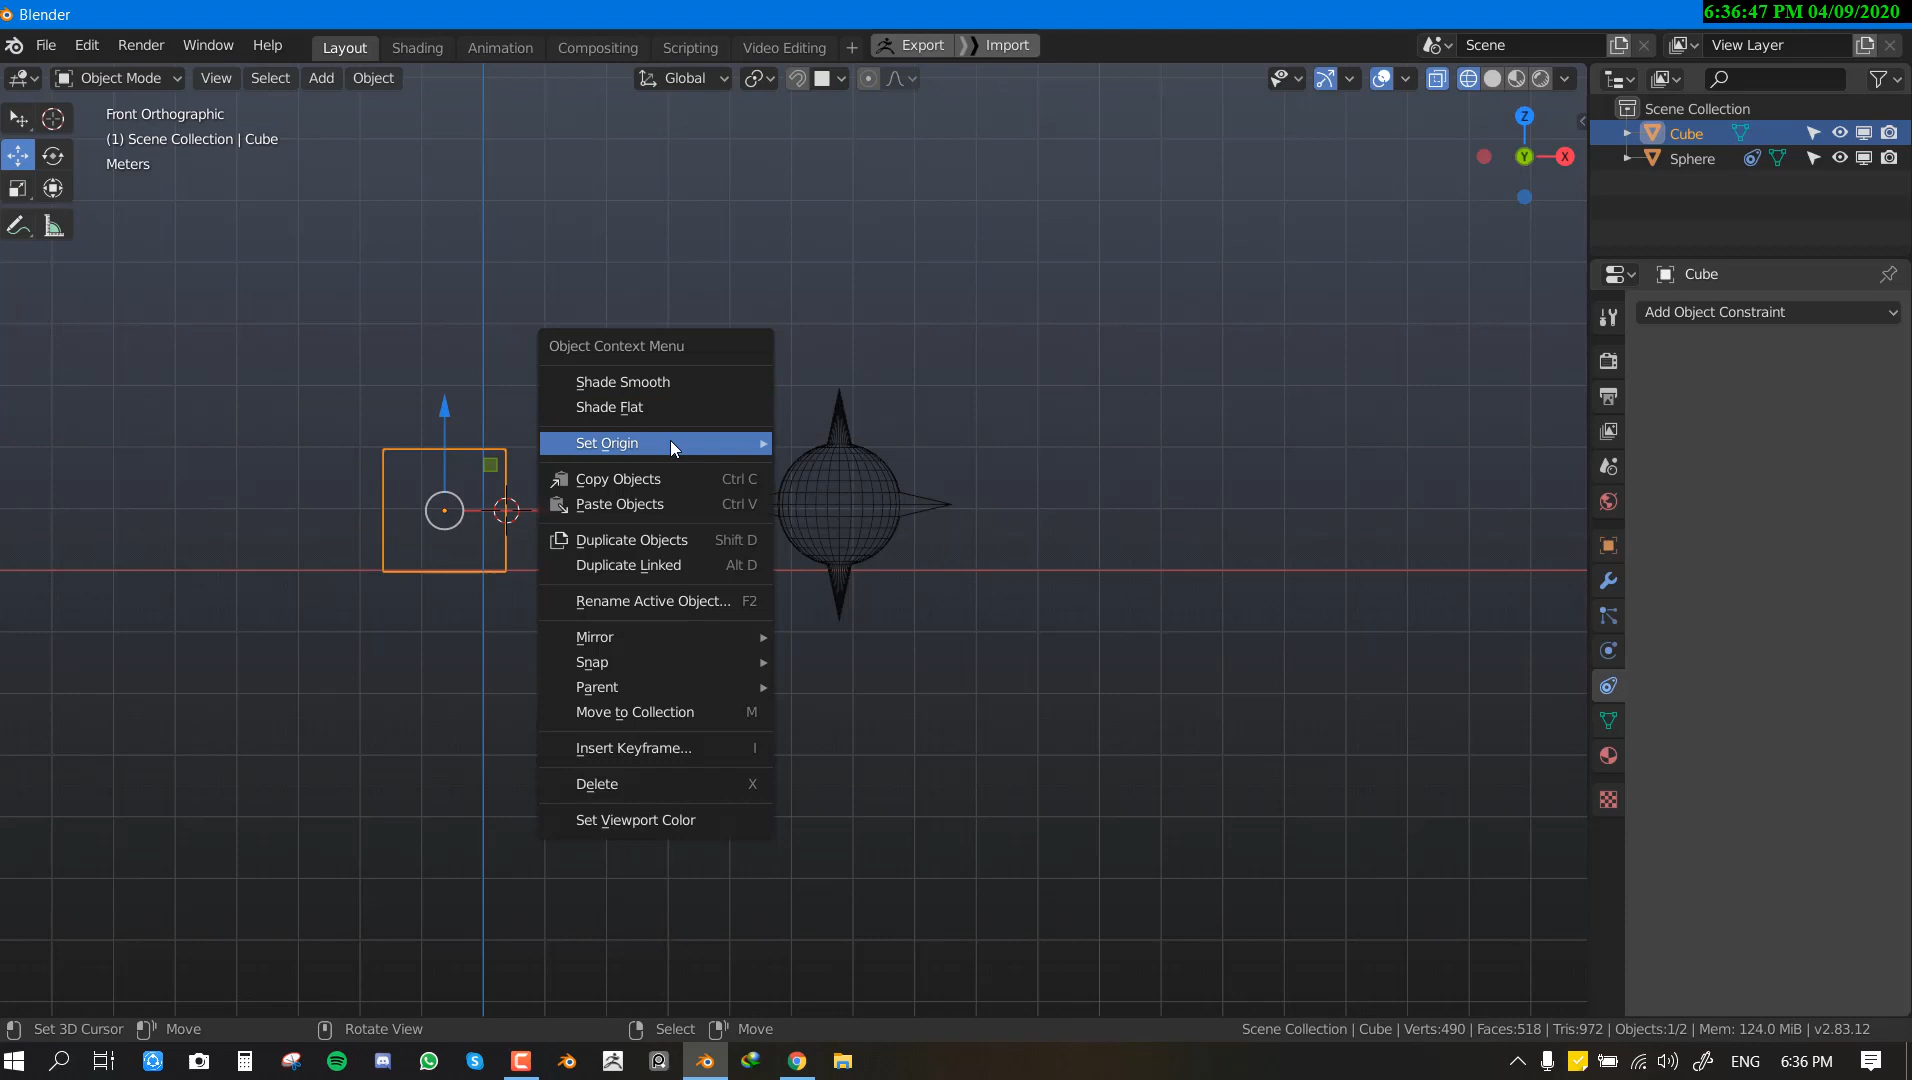 Blender
6:36:47 PM 04/09/2020
File Edit Render Window Help
Layout Shading Animation Compositing Scripting Video Editing + Export Import
Scene
View Layer
Object Mode View Select Add Object
Global
Front Orthographic
(1) Scene Collection | Cube
Meters
Z
Y
X
Scene Collection
Cube
Sphere
Cube
Add Object Constraint
Object Context Menu
Shade Smooth
Shade Flat
Set Origin
Copy Objects Ctrl C
Paste Objects Ctrl V
Duplicate Objects Shift D
Duplicate Linked Alt D
Rename Active Object... F2
Mirror
Snap
Parent
Move to Collection M
Insert Keyframe... I
Delete X
Set Viewport Color
Set 3D Cursor Move Rotate View Select Move
Scene Collection | Cube | Verts:490 | Faces:518 | Tris:972 | Objects:1/2 | Mem: 124.0 MiB | v2.83.12
ENG 6:36 PM